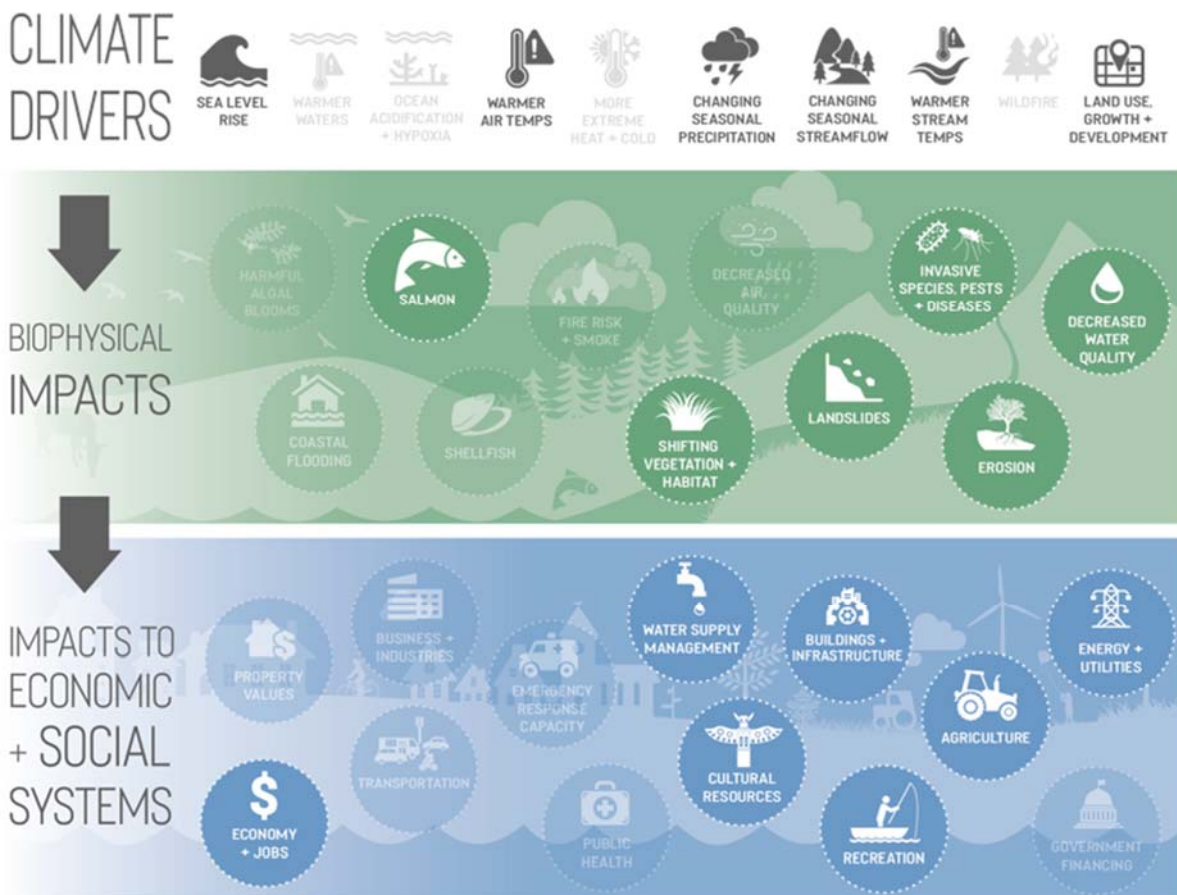 CLIMATE
DRIVERS
SEA LEVEL
RISE
WARMER
WATERS
OCEAN
ACIDIFICATION
+ HYPOXIA
WARMER
AIR TEMPS
MORE
EXTREME
HEAT + COLD
CHANGING
SEASONAL
PRECIPITATION
CHANGING
SEASONAL
STREAMFLOW
WARMER
STREAM
TEMPS
WILDFIRE
LAND USE,
GROWTH +
DEVELOPMENT
BIOPHYSICAL
IMPACTS
HARMFUL
ALGAL
BLOOMS
SALMON
FIRE RISK
+ SMOKE
DECREASED
AIR
QUALITY
INVASIVE
SPECIES, PESTS
+ DISEASES
DECREASED
WATER
QUALITY
COASTAL
FLOODING
SHELLFISH
SHIFTING
VEGETATION +
HABITAT
LANDSLIDES
EROSION
IMPACTS TO
ECONOMIC
+ SOCIAL
SYSTEMS
PROPERTY
VALUES
BUSINESS +
INDUSTRIES
EMERGENCY
RESPONSE
CAPACITY
WATER SUPPLY
MANAGEMENT
BUILDINGS +
INFRASTRUCTURE
ENERGY +
UTILITIES
ECONOMY
+ JOBS
TRANSPORTATION
PUBLIC
HEALTH
CULTURAL
RESOURCES
RECREATION
AGRICULTURE
GOVERNMENT
FINANCING